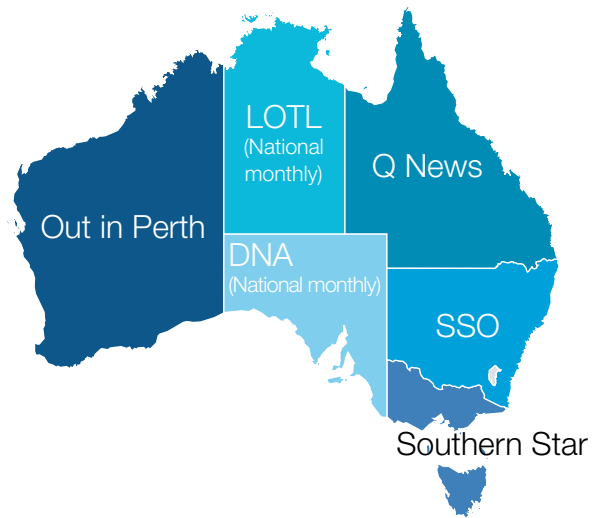 LOTL
(National
monthly)
Q News
Out in Perth
DNA
(National monthly)
SSO
Southern Star